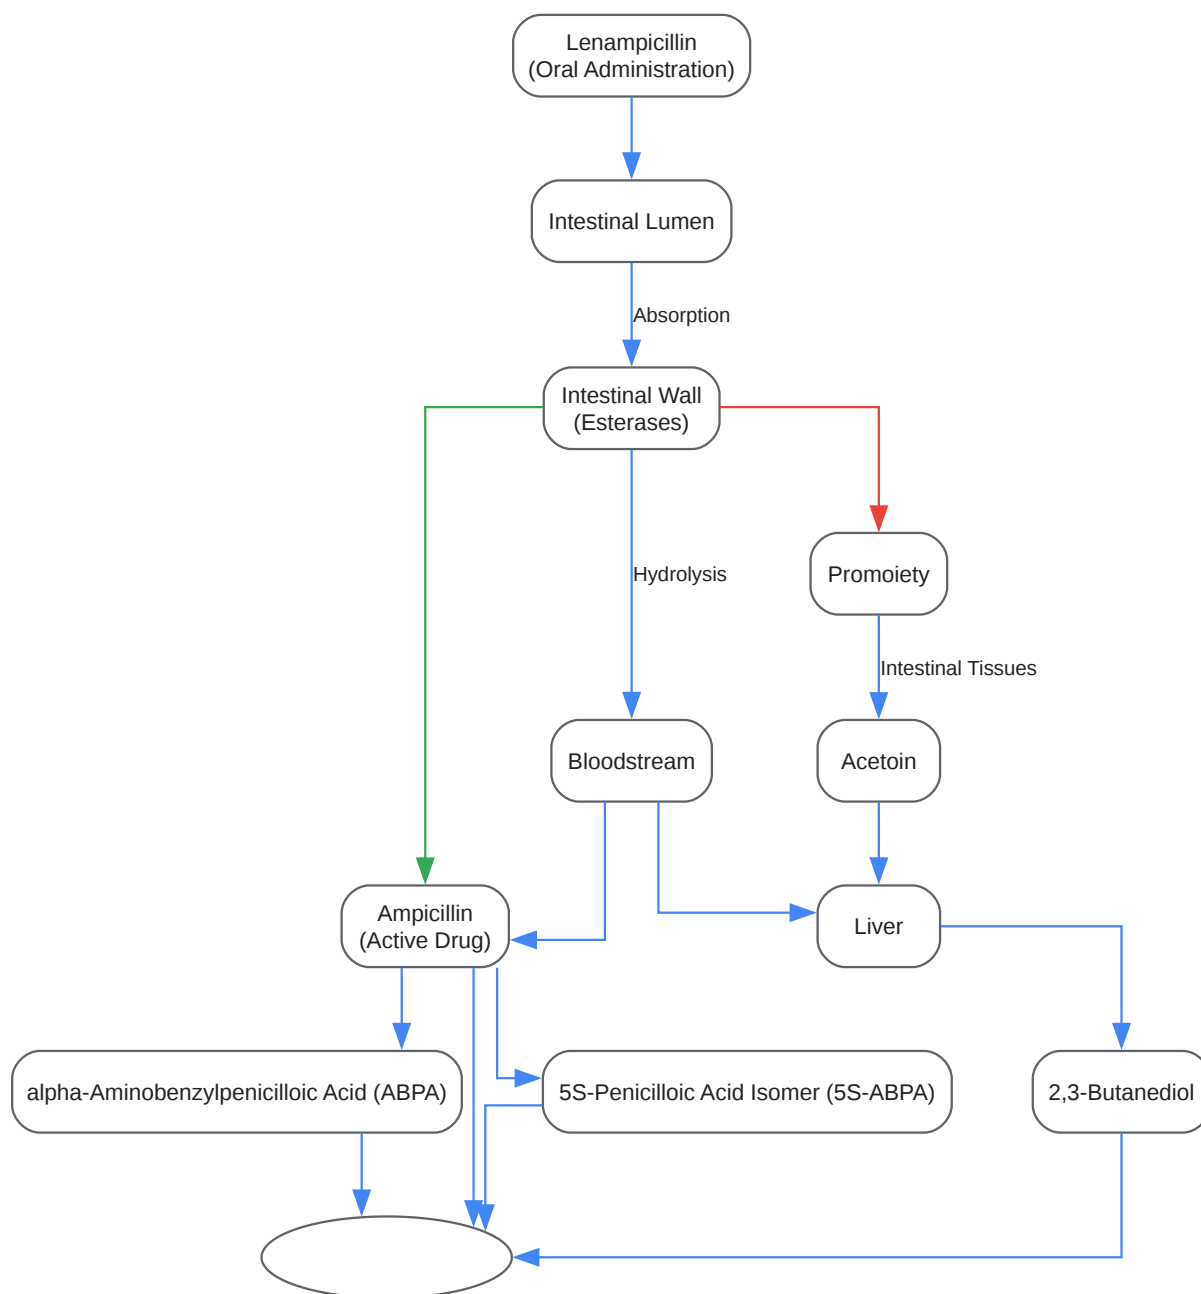 Lenampicillin
(Oral Administration)
Intestinal Lumen
Absorption
Intestinal Wall
(Esterases)
Hydrolysis
Promoiety
Intestinal Tissues
Bloodstream
Acetoin
Ampicillin
(Active Drug)
Liver
alpha-Aminobenzylpenicilloic Acid (ABPA)
5S-Penicilloic Acid Isomer (5S-ABPA)
2,3-Butanediol